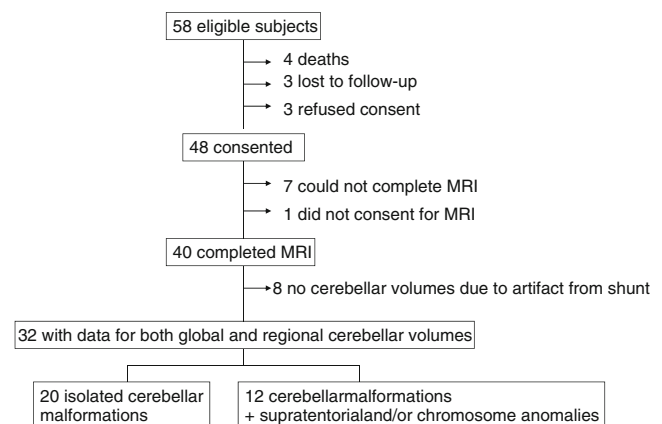 58 eligible subjects
4 deaths
3 lost to follow-up
3 refused consent
48 consented
7 could not complete MRI
1 did not consent for MRI
40 completed MRI
8 no cerebellar volumes due to artifact from shunt
32 with data for both global and regional cerebellar volumes
20 isolated cerebellar
malformations
12 cerebellarmalformations
+ supratentorialand/or chromosome anomalies